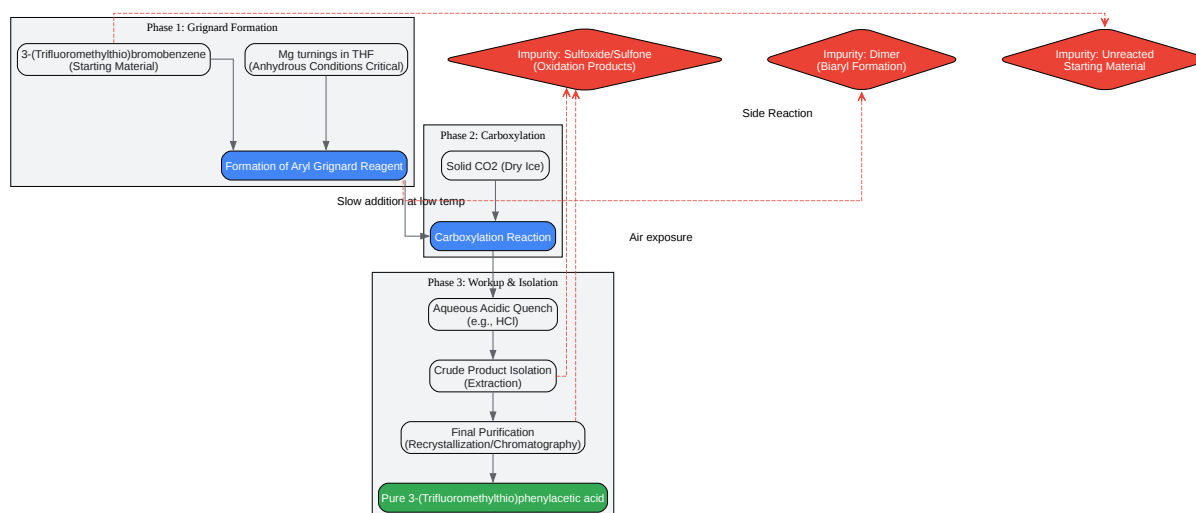 Phase 1: Grignard Formation
3-(Trifluoromethylthio)bromobenzene
(Starting Material)
Mg turnings in THF
(Anhydrous Conditions Critical)
Impurity: Sulfoxide/Sulfone
(Oxidation Products)
Impurity: Dimer
(Biaryl Formation)
Impurity: Unreacted
Starting Material
Side Reaction
Phase 2: Carboxylation
Formation of Aryl Grignard Reagent
Solid CO2 (Dry Ice)
Slow addition at low temp
Carboxylation Reaction
Air exposure
Phase 3: Workup & Isolation
Aqueous Acidic Quench
(e.g., HCl)
Crude Product Isolation
(Extraction)
Final Purification
(Recrystallization/Chromatography)
Pure 3-(Trifluoromethylthio)phenylacetic acid